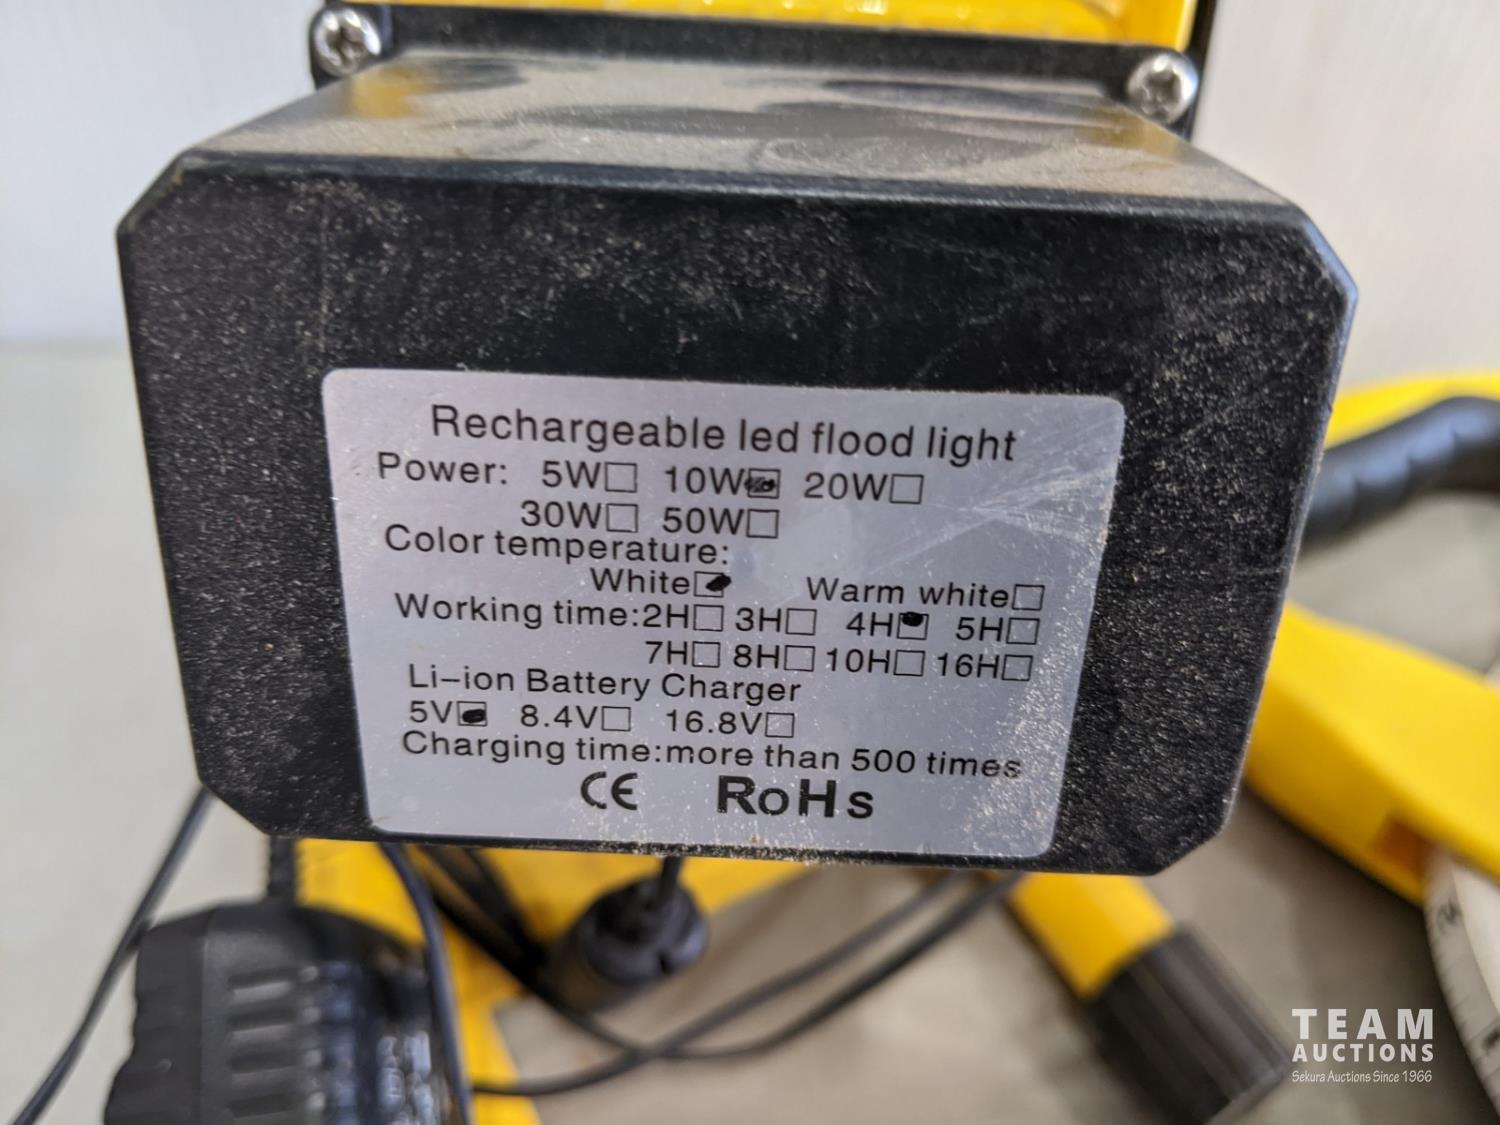 Rechargeable led flood light
Power: 5W☐ 10W☑ 20W☐
30W☐ 50W☐
Color temperature:
White☑ Warm white☐
Working time:2H☐ 3H☐ 4H☑ 5H☐
7H☐ 8H☐ 10H☐ 16H☐
Li-ion Battery Charger
5V☑ 8.4V☐ 16.8V☐
Charging time:more than 500 times
CE RoHs
TEAM
AUCTIONS
Sekura Auctions Since 1966